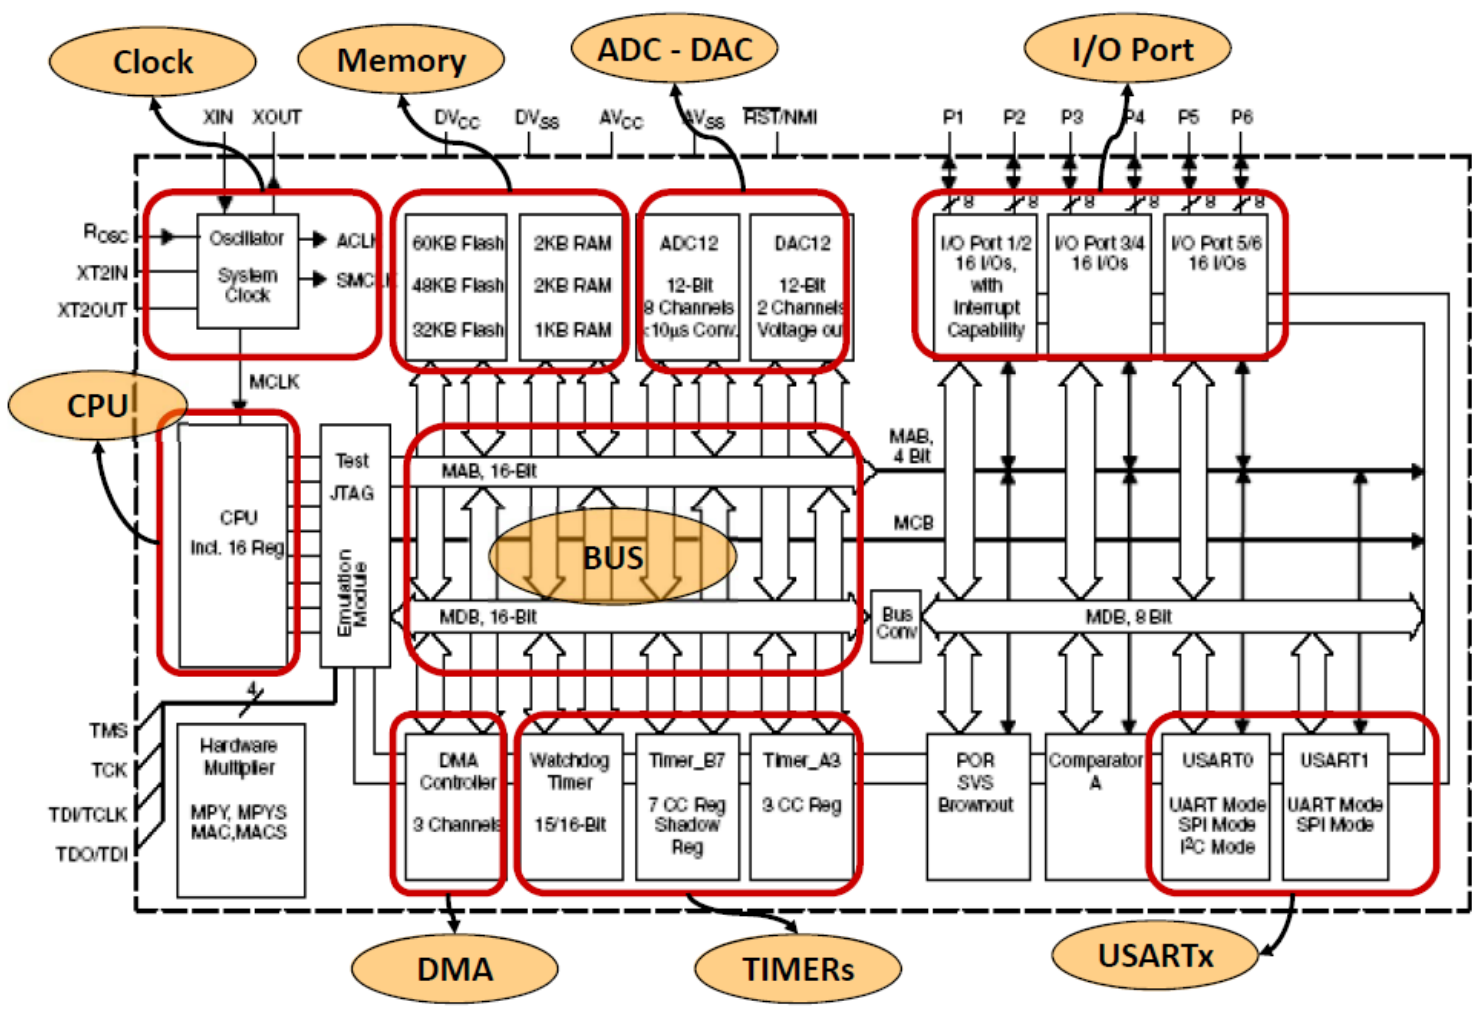 Clock
Memory
ADC - DAC
I/O Port
XIN
XOUT
DVCC
DVSS
AVCC
AVSS
RST/NMI
P1
P2
P3
P4
P5
P6
8
8
8
8
8
8
ROSC
XT2IN
XT2OUT
Oscillator
System
Clock
ACLK
SMCLK
60KB Flash
48KB Flash
32KB Flash
2KB RAM
2KB RAM
1KB RAM
ADC12
12-Bit
8 Channels
<10μs Conv.
DAC12
12-Bit
2 Channels
Voltage out
I/O Port 1/2
16 I/Os,
with
Interrupt
Capability
I/O Port 3/4
16 I/Os
I/O Port 5/6
16 I/Os
MCLK
CPU
CPU
Incl. 16 Reg
Test
JTAG
Emulation
Module
MAB, 16-Bit
MAB,
4 Bit
MCB
BUS
MDB, 16-Bit
Bus
Conv
MDB, 8 Bit
4
TMS
TCK
TDI/TCLK
TDO/TDI
Hardware
Multiplier
MPY, MPYS
MAC,MACS
DMA
Controller
3 Channels
Watchdog
Timer
15/16-Bit
Timer_B7
7 CC Reg
Shadow
Reg
Timer_A3
3 CC Reg
POR
SVS
Brownout
Comparator
A
USART0
UART Mode
SPI Mode
I²C Mode
USART1
UART Mode
SPI Mode
DMA
TIMERs
USARTx